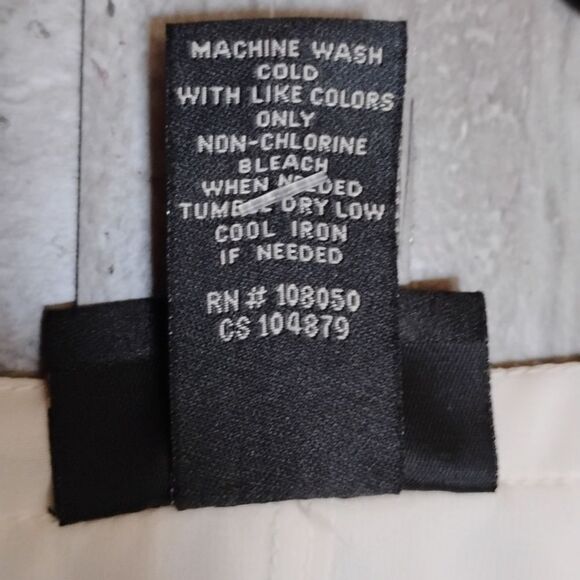 MACHINE WASH
COLD
WITH LIKE COLORS
ONLY
NON-CHLORINE
BLEACH
WHEN NEEDED
TUMBLE DRY LOW
COOL IRON
IF NEEDED
RN# 108050
CS 104879